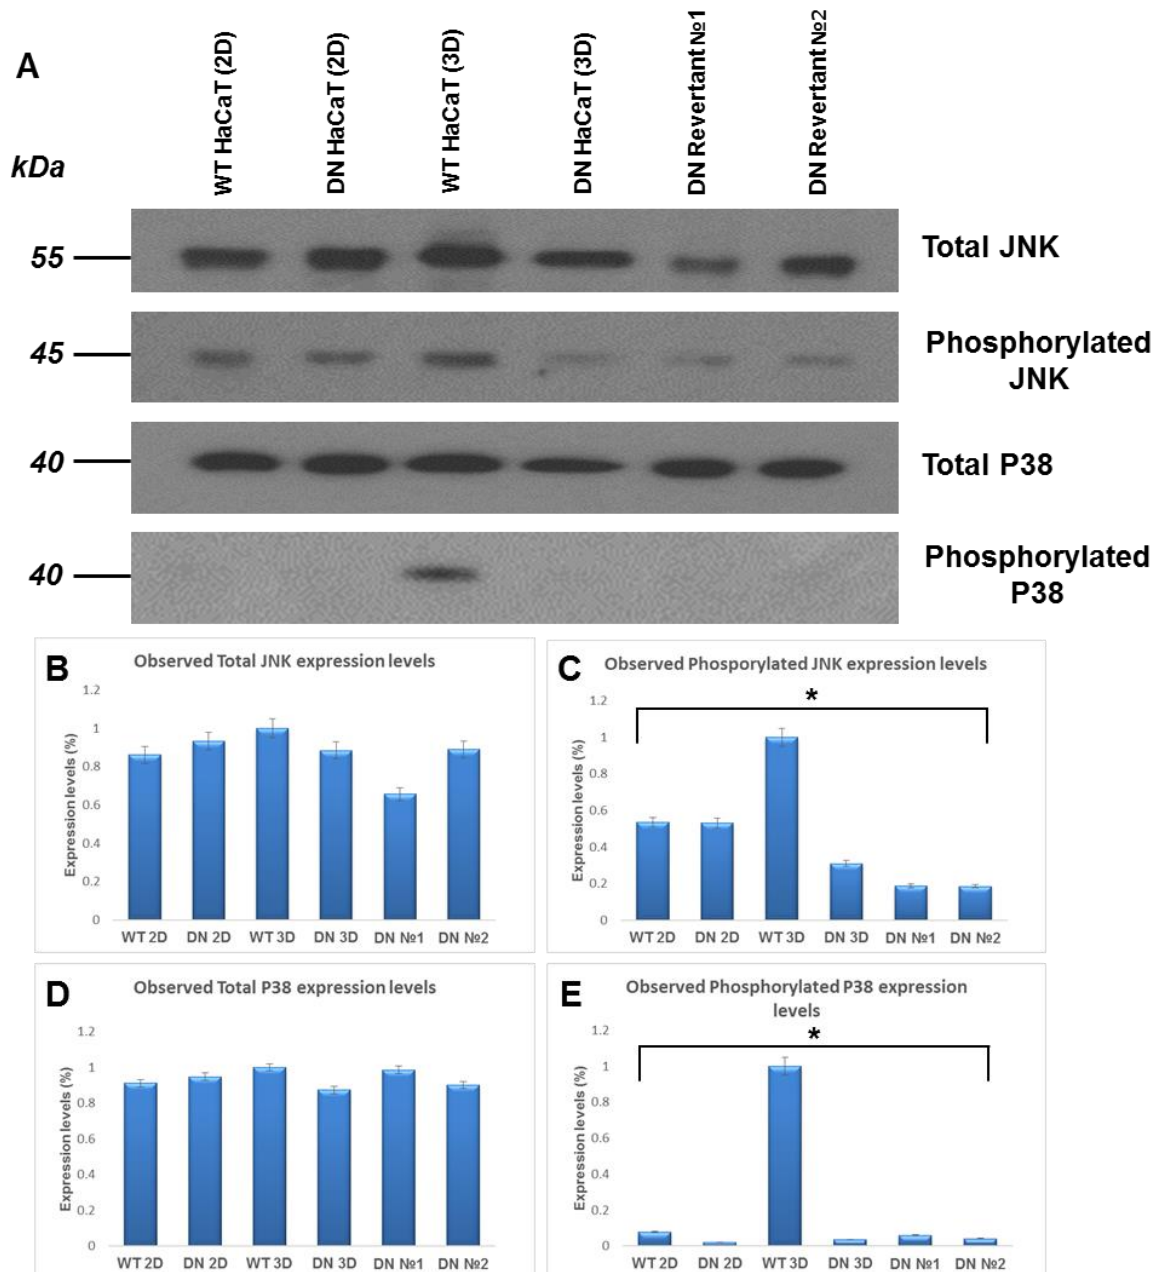 A
kDa
WT HaCaT (2D)
DN HaCaT (2D)
WT HaCaT (3D)
DN HaCaT (3D)
DN Revertant №1
DN Revertant №2
55
Total JNK
45
Phosphorylated
JNK
40
Total P38
40
Phosphorylated
P38
B
Observed Total JNK expression levels
Expression levels (%)
1.2
1
0.8
0.6
0.4
0.2
0
WT 2D DN 2D WT 3D DN 3D DN №1 DN №2
C
Observed Phosporylated JNK expression levels
*
Expression levels (%)
1.2
1
0.8
0.6
0.4
0.2
0
WT 2D DN 2D WT 3D DN 3D DN №1 DN №2
D
Observed Total P38 expression levels
Expression levels (%)
1.2
1
0.8
0.6
0.4
0.2
0
WT 2D DN 2D WT 3D DN 3D DN №1 DN №2
E
Observed Phosphorylated P38 expression
levels
*
Expression levels (%)
1.2
1
0.8
0.6
0.4
0.2
0
WT 2D DN 2D WT 3D DN 3D DN №1 DN №2